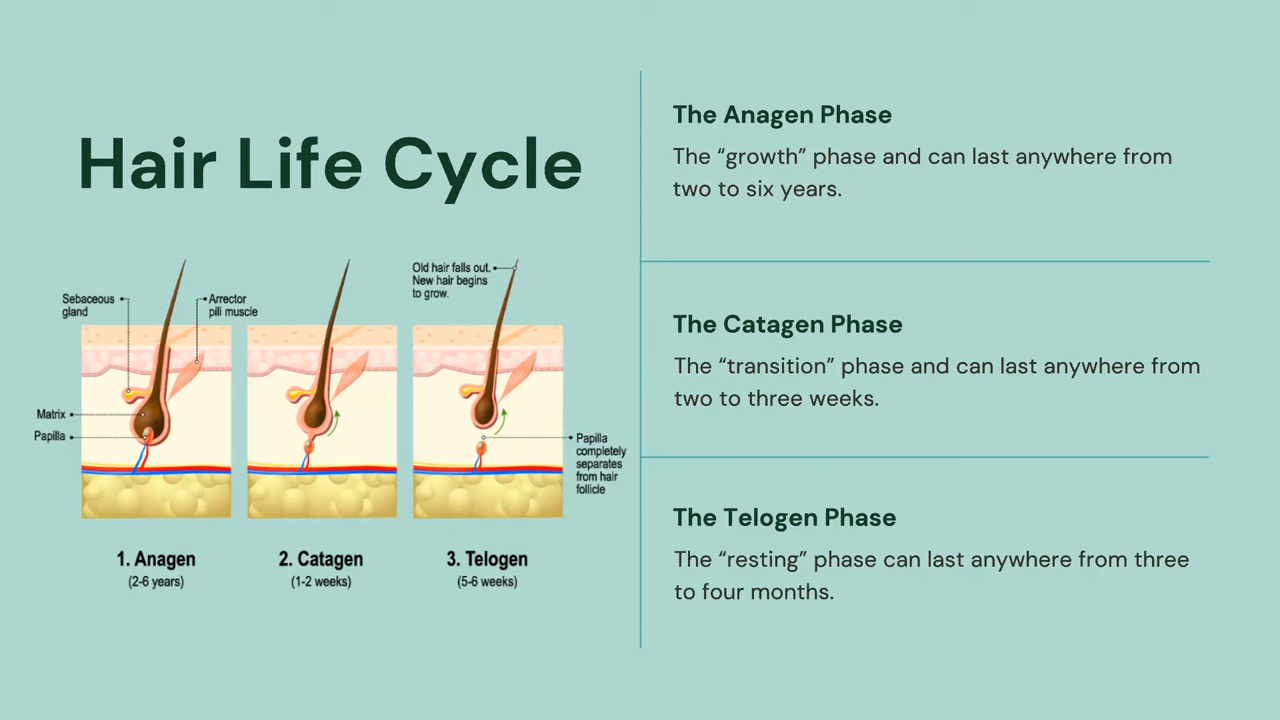 Hair Life Cycle
Sebaceous
gland
Arrector
pili muscle
Old hair falls out.
New hair begins
to grow.
Matrix
Papilla
Papilla
completely
separates
from hair
follicle
1. Anagen
(2-6 years)
2. Catagen
(1-2 weeks)
3. Telogen
(5-6 weeks)
The Anagen Phase
The “growth” phase and can last anywhere from
two to six years.
The Catagen Phase
The “transition” phase and can last anywhere from
two to three weeks.
The Telogen Phase
The “resting” phase can last anywhere from three
to four months.